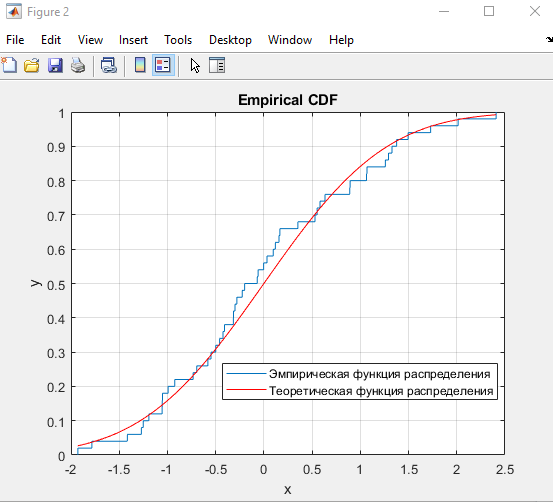 Figure 2
File Edit View Insert Tools Desktop Window Help
Empirical CDF
1
0.9
0.8
0.7
0.6
0.5
0.4
0.3
0.2
0.1
0
y
Эмпирическая функция распределения
Теоретическая функция распределения
-2 -1.5 -1 -0.5 0 0.5 1 1.5 2 2.5
x